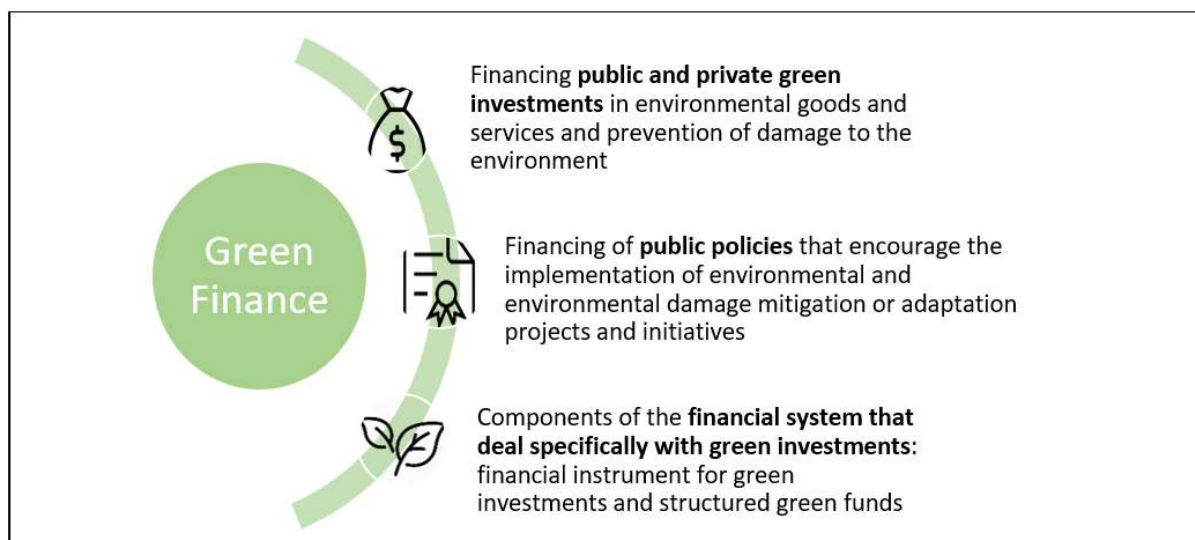 Green
Finance
Financing public and private green
investments in environmental goods and
services and prevention of damage to the
environment
$
Financing of public policies that encourage the
implementation of environmental and
environmental damage mitigation or adaptation
projects and initiatives
Components of the financial system that
deal specifically with green investments:
financial instrument for green
investments and structured green funds